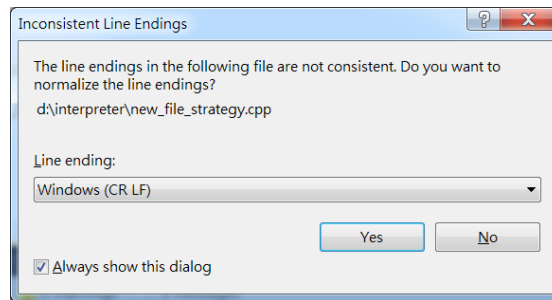 Inconsistent Line Endings
The line endings in the following file are not consistent. Do you want to
normalize the line endings?
d:\interpreter\new_file_strategy.cpp
Line ending:
Windows (CR LF)
Yes
No
Always show this dialog